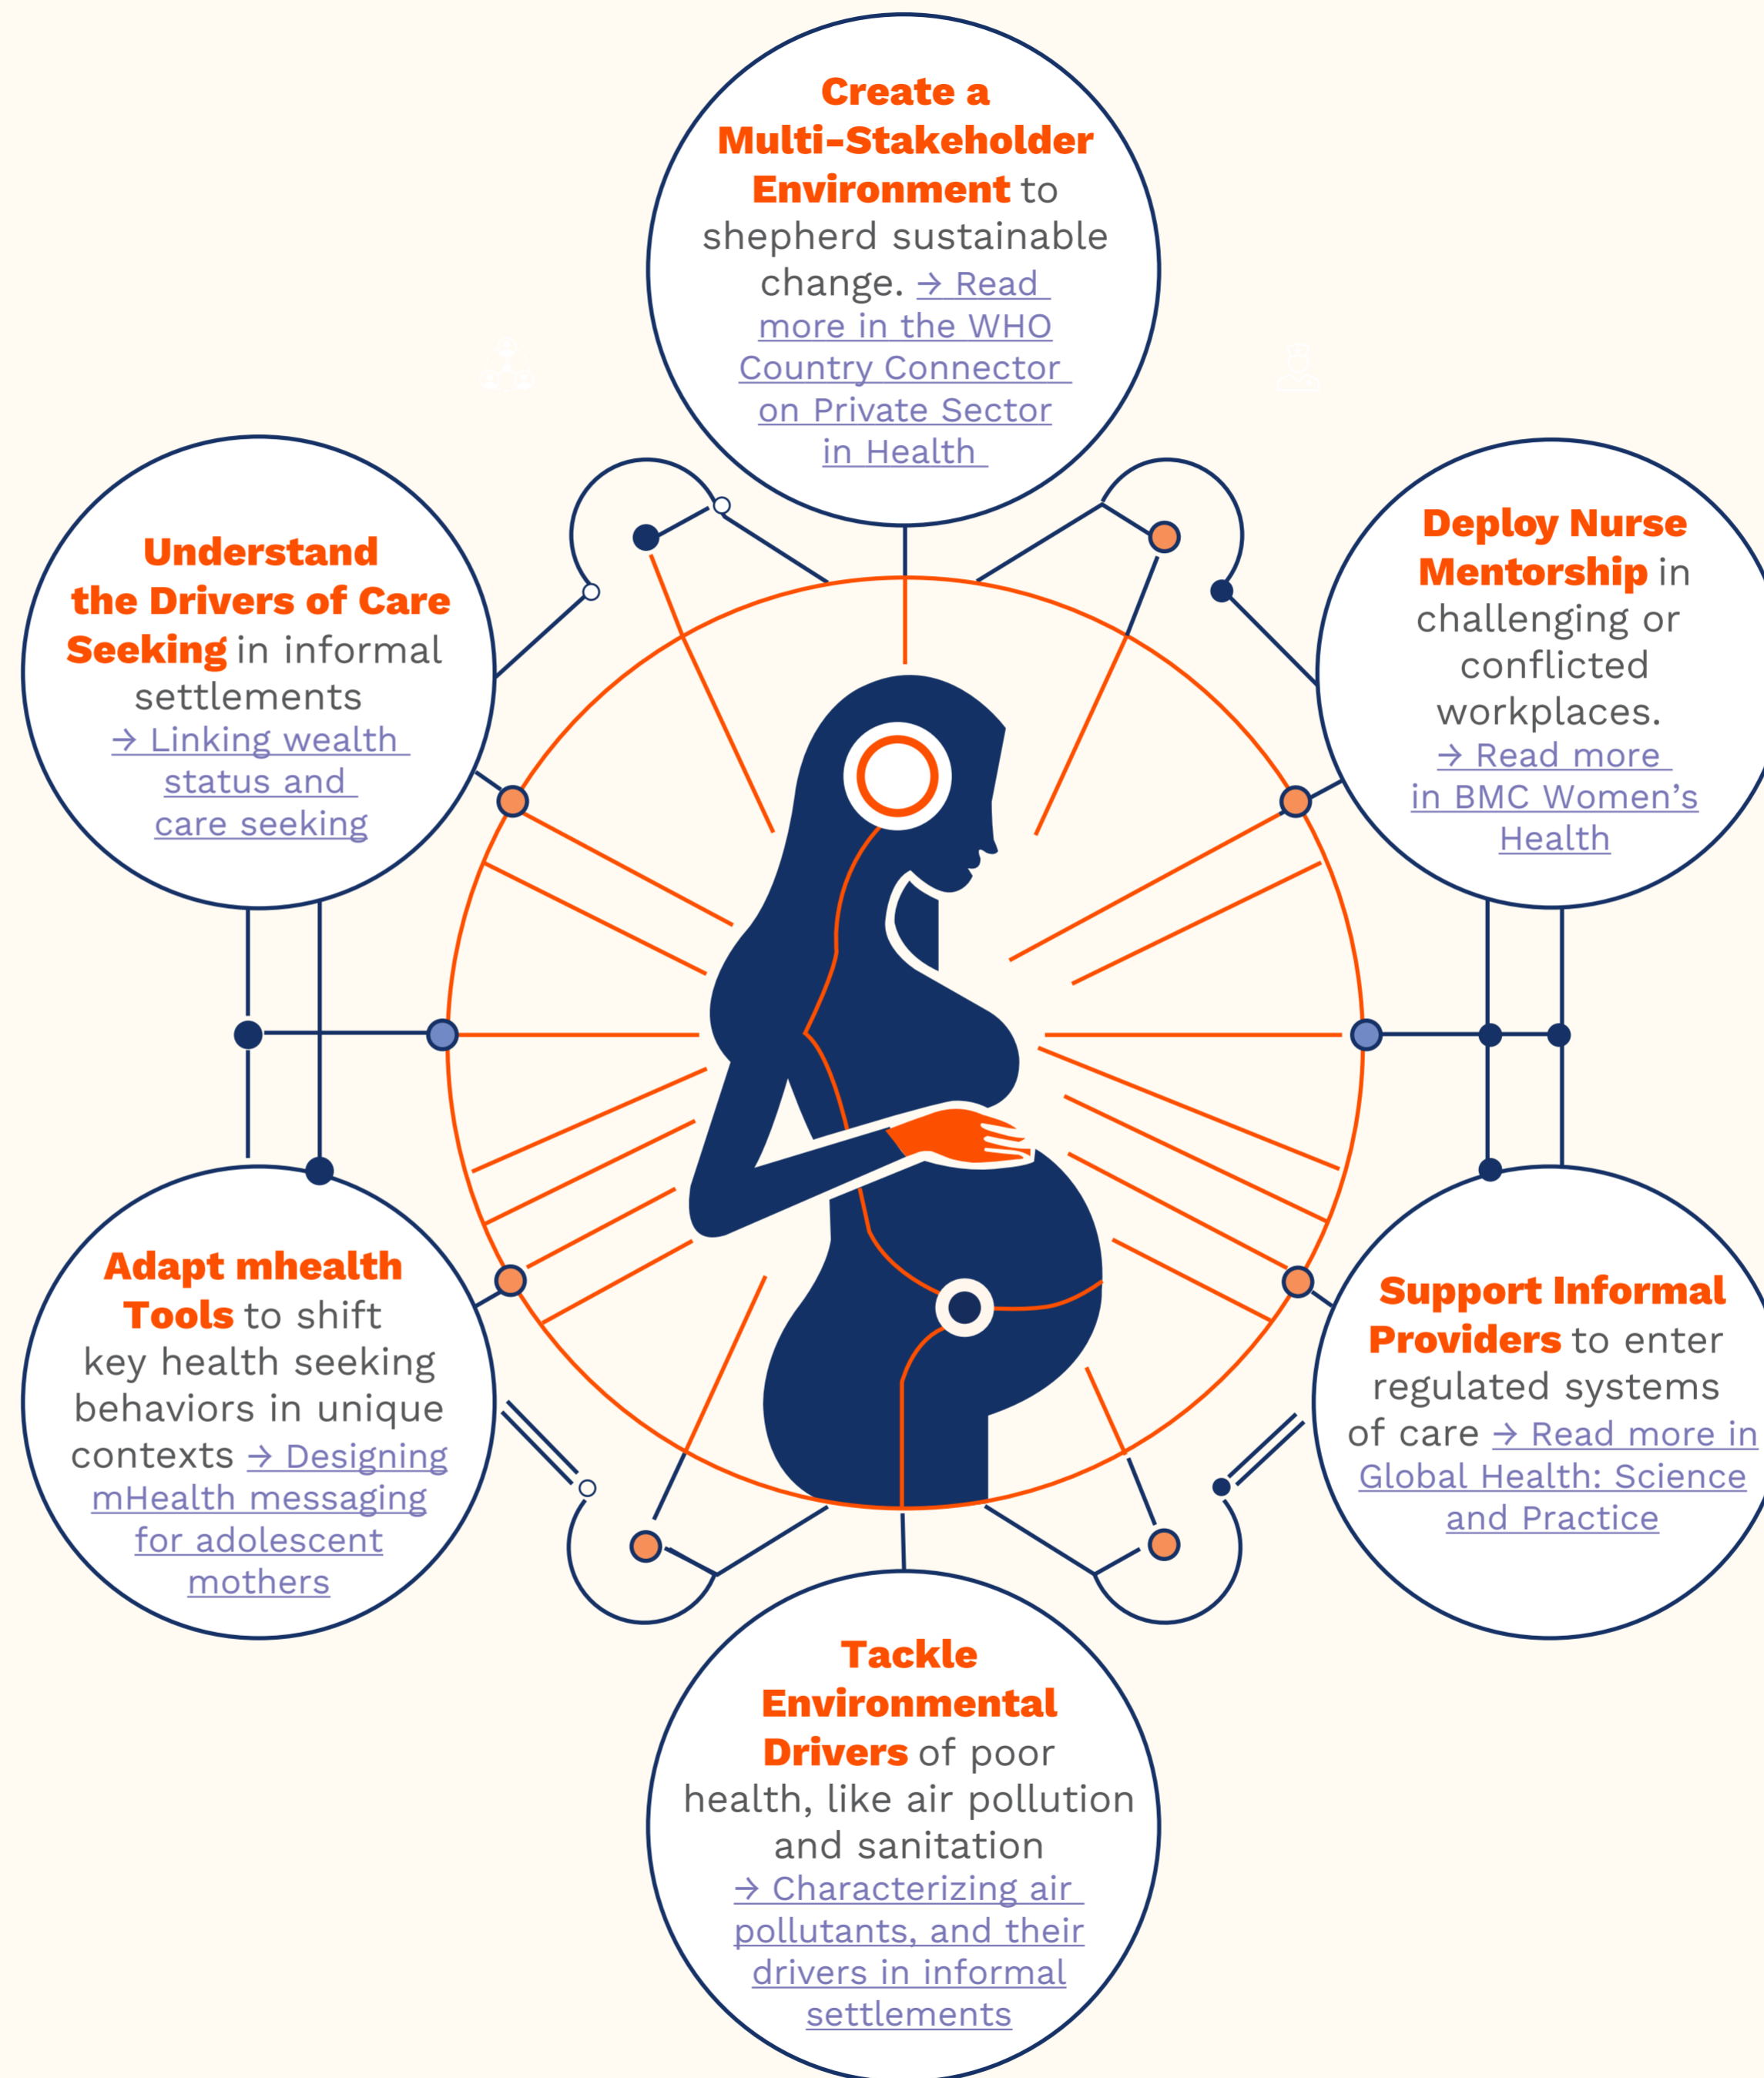 Create a
Multi-Stakeholder
Environment to
shepherd sustainable
change. → Read
more in the WHO
Country Connector
on Private Sector
in Health
Understand
the Drivers of Care
Seeking in informal
settlements
→ Linking wealth
status and
care seeking
Deploy Nurse
Mentorship in
challenging or
conflicted
workplaces.
→ Read more
in BMC Women’s
Health
Adapt mhealth
Tools to shift
key health seeking
behaviors in unique
contexts → Designing
mHealth messaging
for adolescent
mothers
Support Informal
Providers to enter
regulated systems
of care → Read more in
Global Health: Science
and Practice
Tackle
Environmental
Drivers of poor
health, like air pollution
and sanitation
→ Characterizing air
pollutants, and their
drivers in informal
settlements